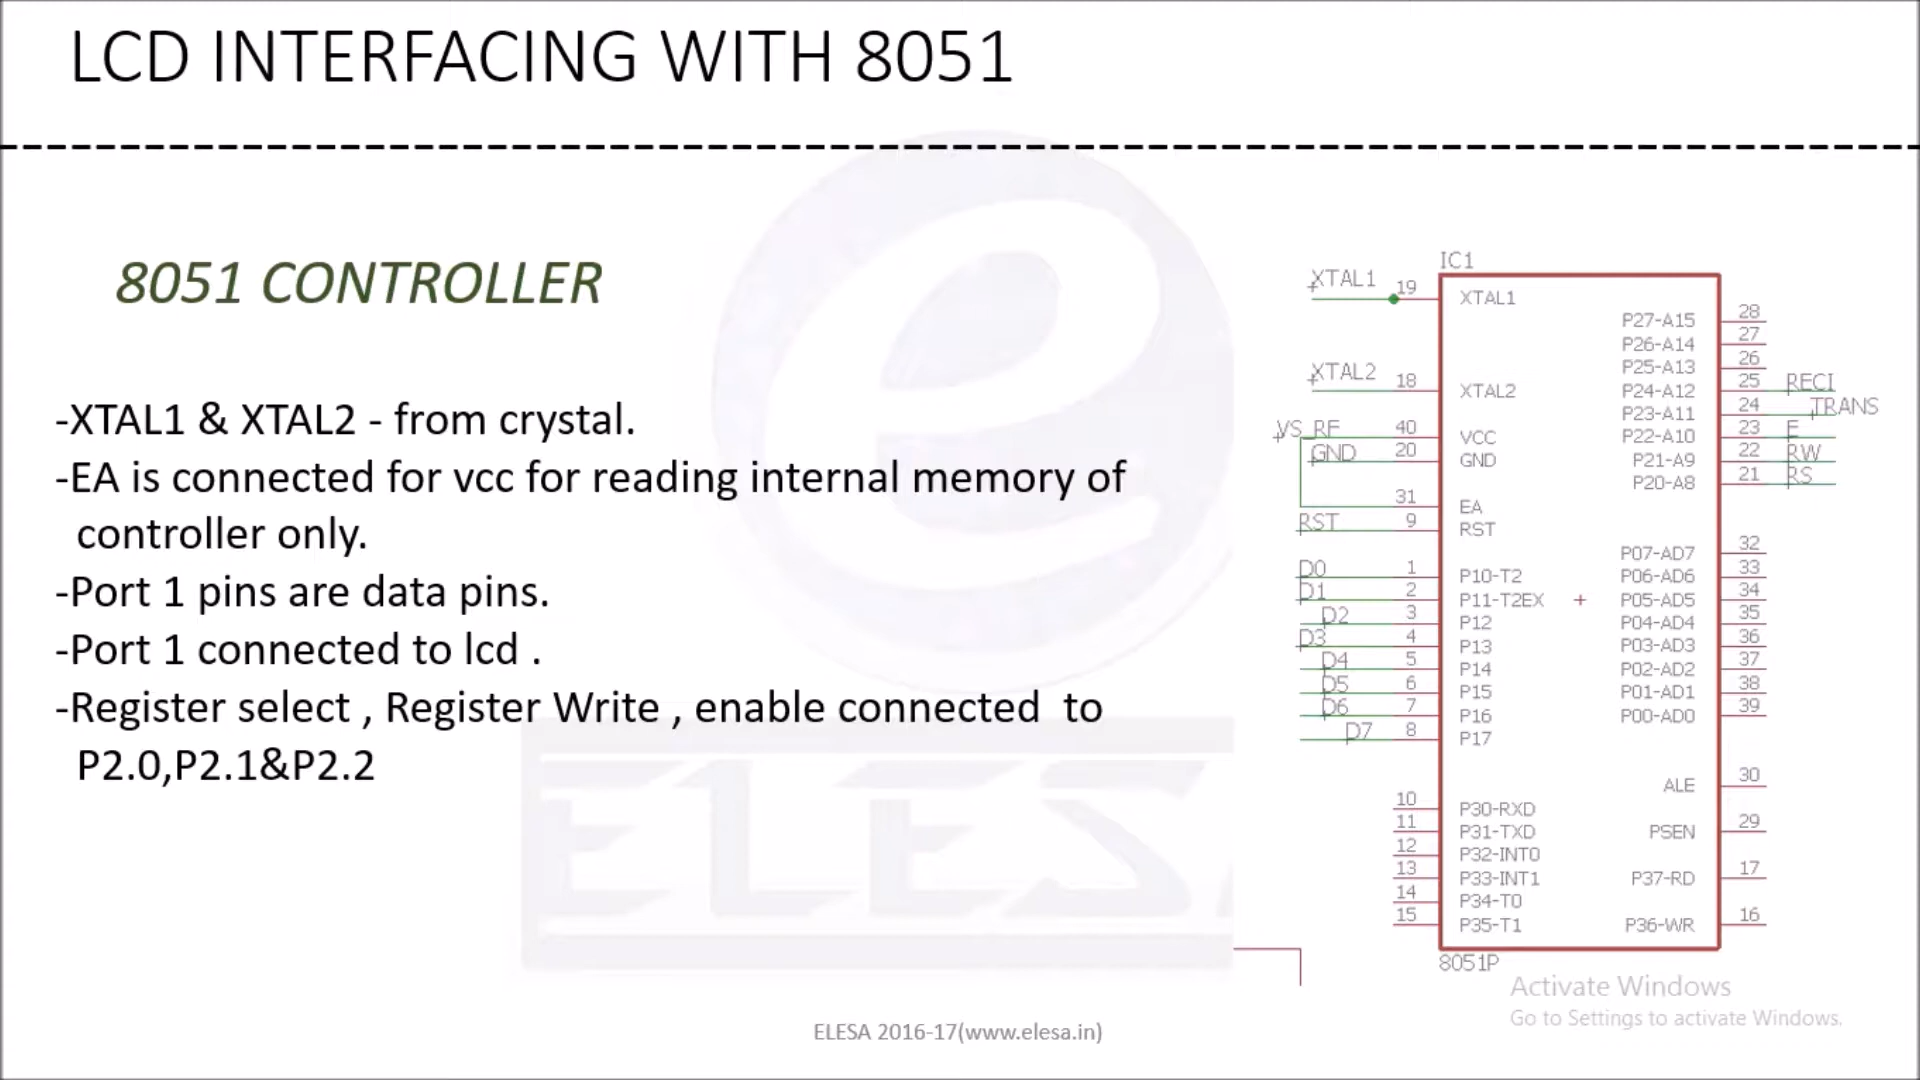 LCD INTERFACING WITH 8051
8051 CONTROLLER
-XTAL1 & XTAL2 - from crystal.
-EA is connected for vcc for reading internal memory of
controller only.
-Port 1 pins are data pins.
-Port 1 connected to lcd .
-Register select , Register Write , enable connected  to
P2.0,P2.1&P2.2
IC1
XTAL1 19 XTAL1
P27-A15 28
P26-A14 27
P25-A13 26
XTAL2 18 XTAL2 P24-A12 25 RECI
P23-A11 24 TRANS
VS_RF 40 VCC P22-A10 23 E
GND 20 GND P21-A9 22 RW
P20-A8 21 RS
31 EA
RST 9 RST
P07-AD7 32
D0 1 P10-T2 P06-AD6 33
D1 2 P11-T2EX P05-AD5 34
D2 3 P12 P04-AD4 35
D3 4 P13 P03-AD3 36
D4 5 P14 P02-AD2 37
D5 6 P15 P01-AD1 38
D6 7 P16 P00-AD0 39
D7 8 P17
ALE 30
10 P30-RXD
11 P31-TXD PSEN 29
12 P32-INT0
13 P33-INT1 P37-RD 17
14 P34-T0
15 P35-T1 P36-WR 16
8051P
ELESA
Activate Windows
Go to Settings to activate Windows.
ELESA 2016-17(www.elesa.in)